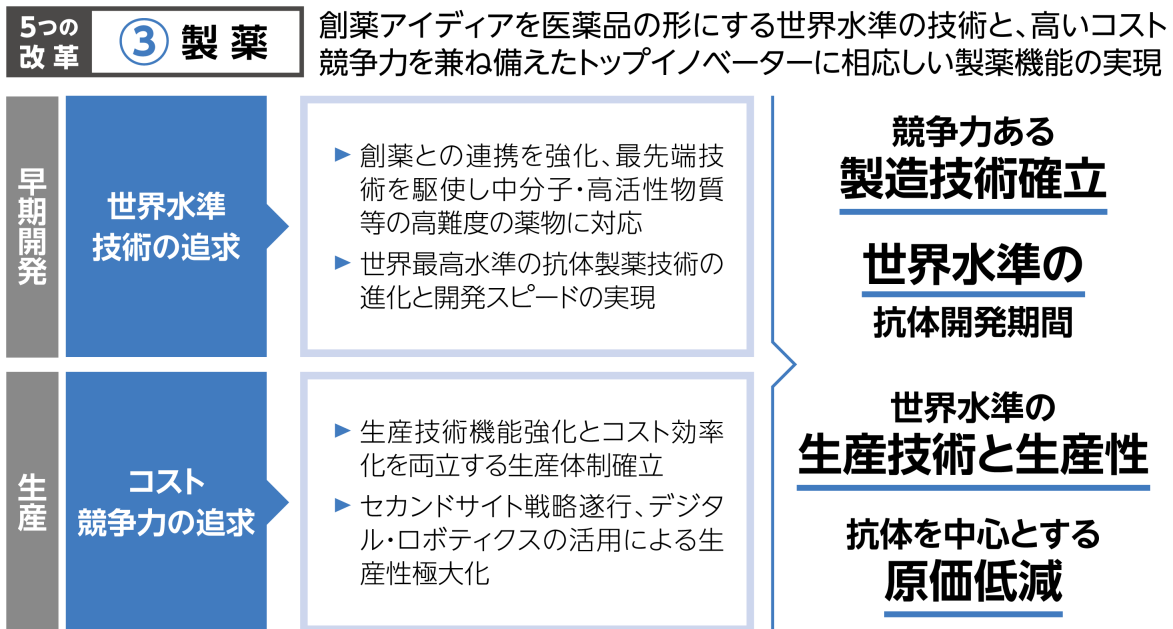 5つの
改革
③ 製薬
創薬アイディアを医薬品の形にする世界水準の技術と、高いコスト
競争力を兼ね備えたトップイノベーターに相応しい製薬機能の実現
早期開発
世界水準
技術の追求
▶ 創薬との連携を強化、最先端技
術を駆使し中分子・高活性物質
等の高難度の薬物に対応
▶ 世界最高水準の抗体製薬技術の
進化と開発スピードの実現
生産
コスト
競争力の追求
▶ 生産技術機能強化とコスト効率
化を両立する生産体制確立
▶ セカンドサイト戦略遂行、デジタ
ル・ロボティクスの活用による生
産性極大化
競争力ある
製造技術確立
世界水準の
抗体開発期間
世界水準の
生産技術と生産性
抗体を中心とする
原価低減